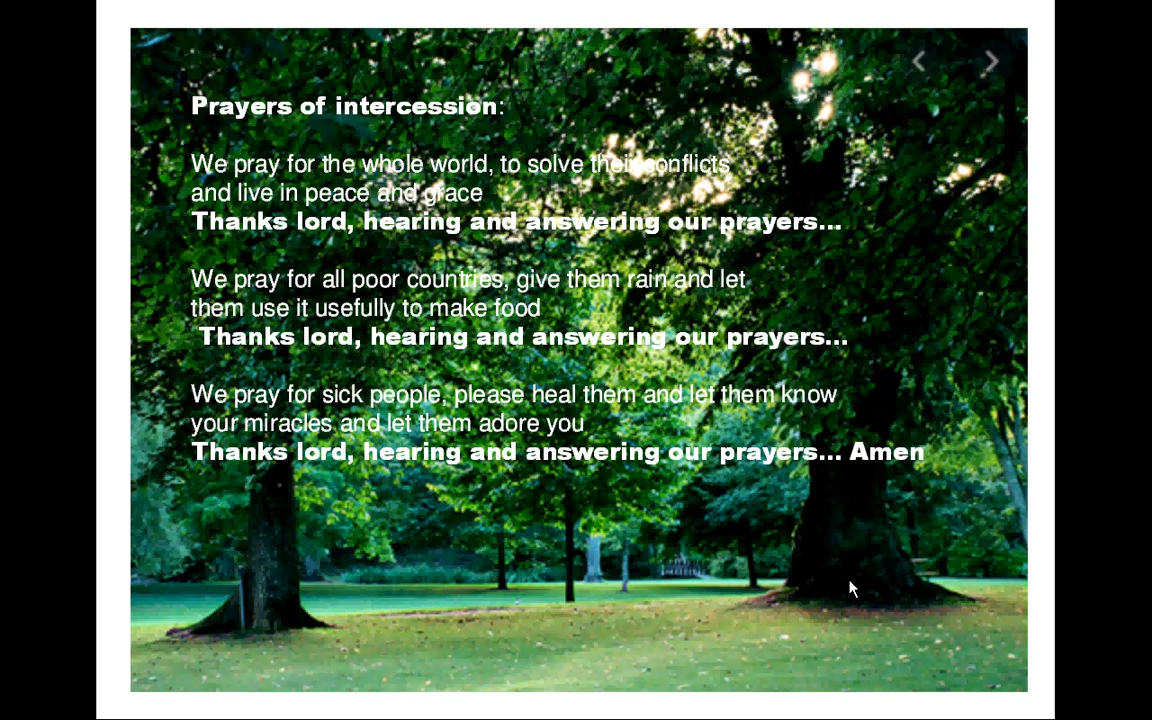 Prayers of intercession:
We pray for the whole world, to solve their conflicts
and live in peace and grace
Thanks lord, hearing and answering our prayers...
We pray for all poor countries, give them rain and let
them use it usefully to make food
Thanks lord, hearing and answering our prayers...
We pray for sick people, please heal them and let them know
your miracles and let them adore you
Thanks lord, hearing and answering our prayers... Amen